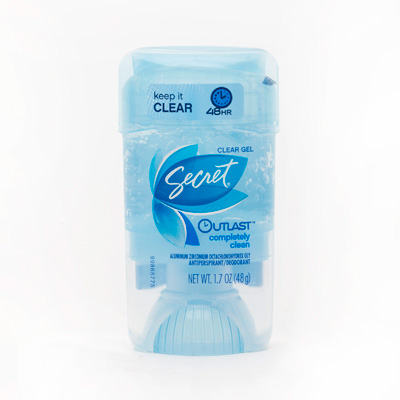 keep it
CLEAR
48HR
CLEAR GEL
Secret
OUTLAST™
completely
clean
ALUMINUM ZIRCONIUM OCTACHLOROHYDREX GLY
ANTIPERSPIRANT/DEODORANT
NET WT. 1.7 OZ (48g)